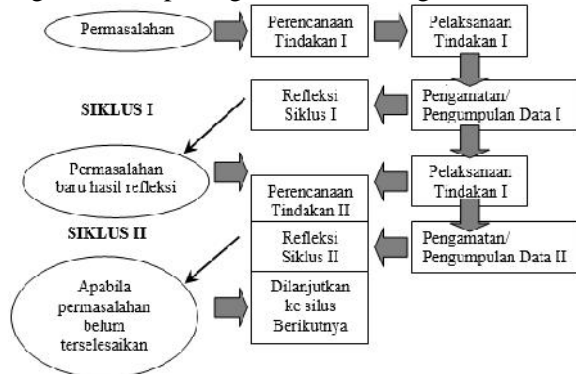 Permasalahan
Perencanaan
Tindakan I
Pelaksanaan
Tindakan I
SIKLUS I
Refleksi
Siklus I
Pengamatan/
Pengumpulan Data I
Permasalahan
baru hasil refleksi
Perencanaan
Tindakan II
Pelaksanaan
Tindakan I
SIKLUS II
Refleksi
Siklus II
Pengamatan/
Pengumpulan Data II
Apabila
permasalahan
belum
terselesaikan
Dilanjutkan
ke silus
Berikutnya